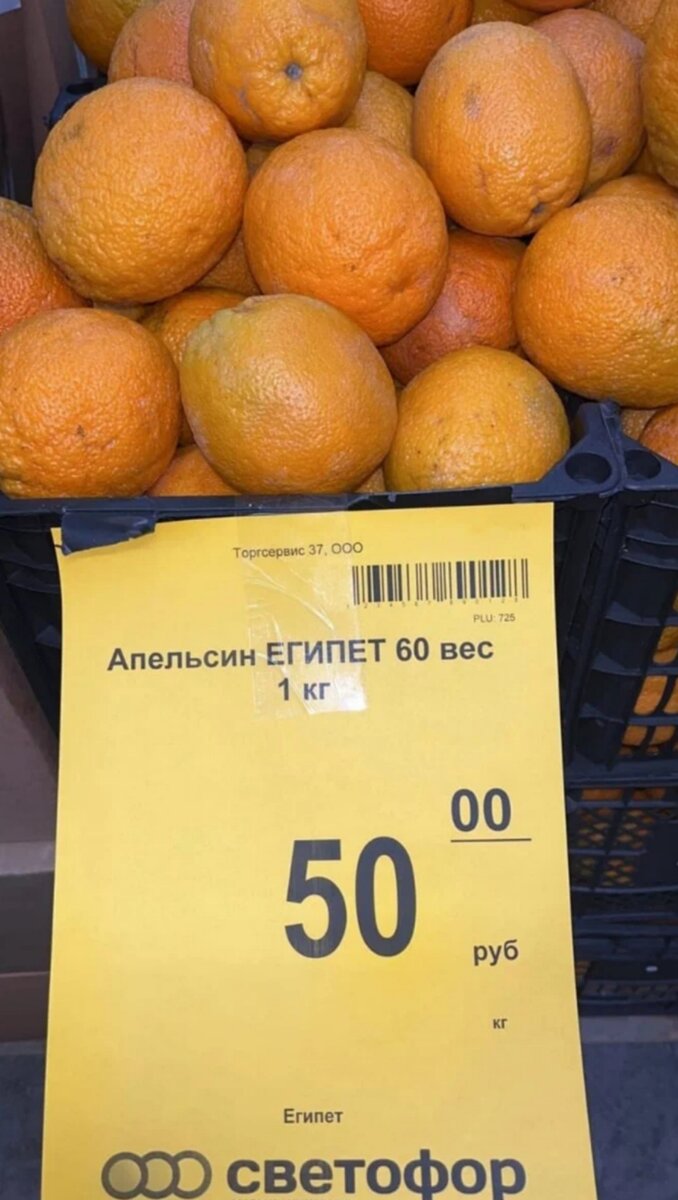 Торгсервис 37, ООО
PLU: 725
Апельсин ЕГИПЕТ 60 вес
1 кг
50
00
руб
кг
Египет
светофор